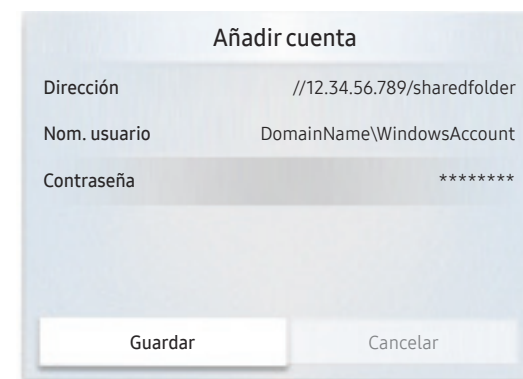 Añadir cuenta
Dirección //12.34.56.789/sharedfolder
Nom. usuario DomainName\WindowsAccount
Contraseña ********
Guardar Cancelar